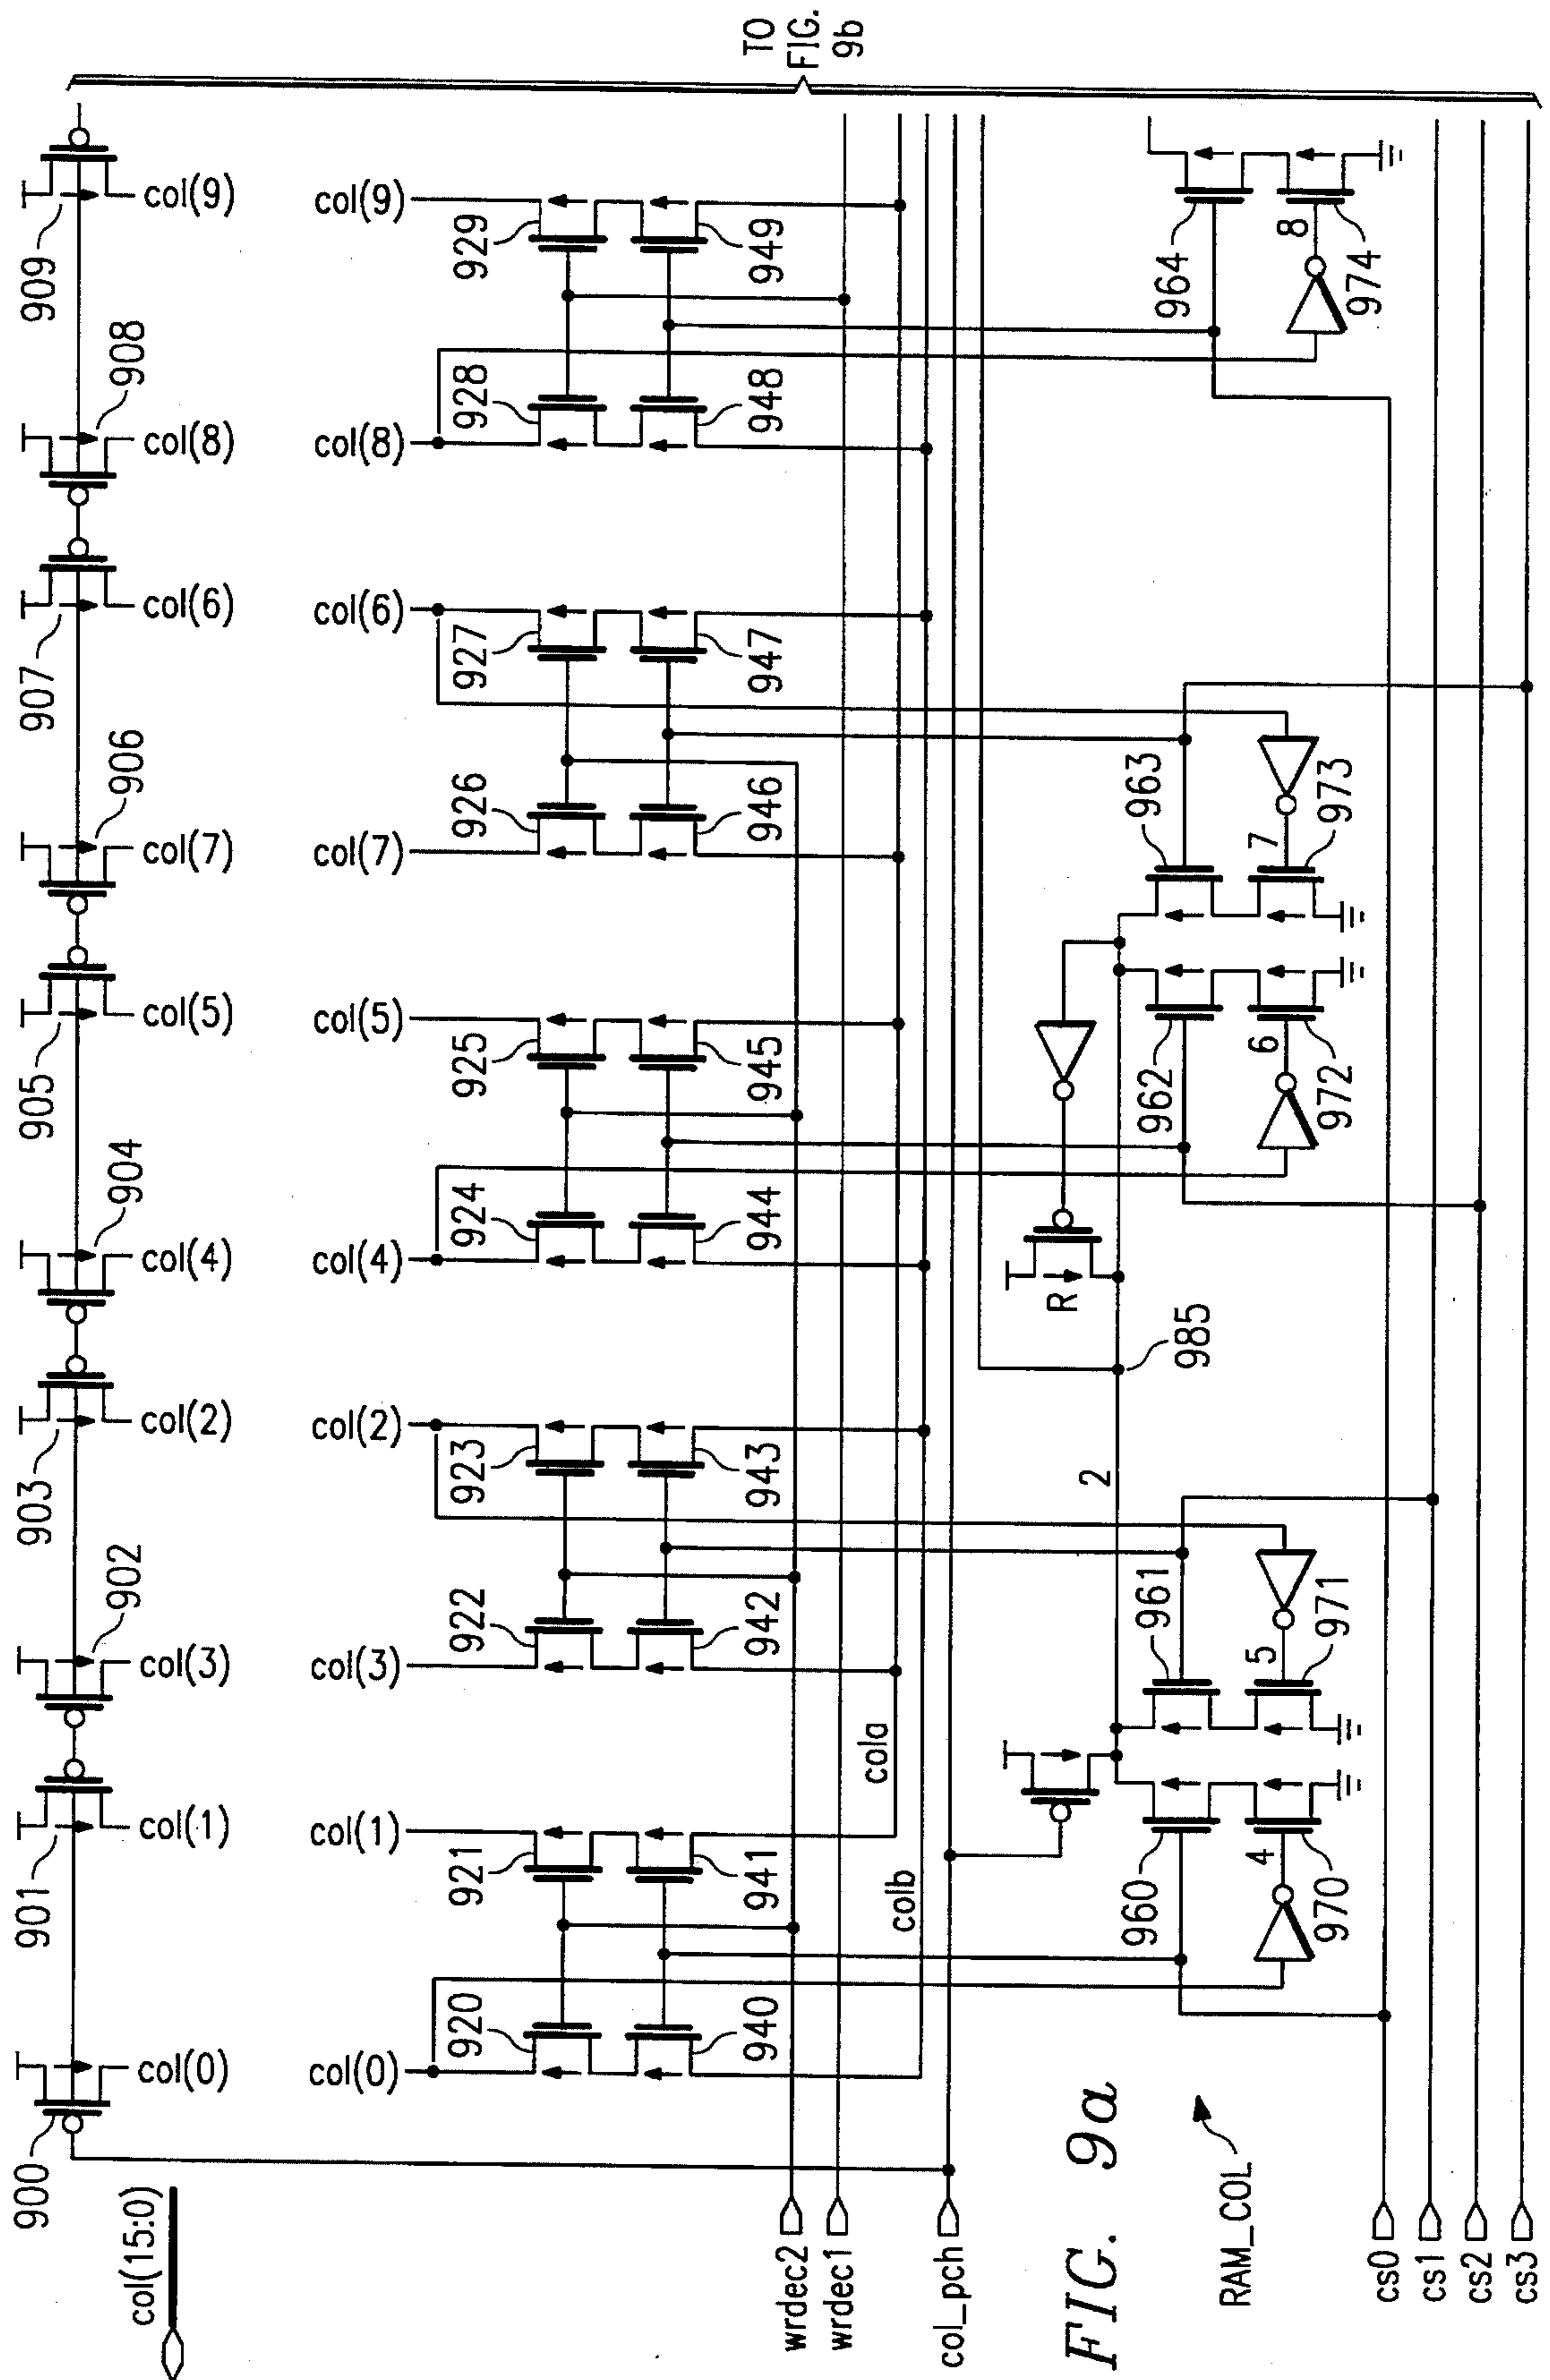 col(15:0)
900
901
902
903
904
905
906
907
908
909
col(0)
col(1)
col(3)
col(2)
col(4)
col(5)
col(7)
col(6)
col(8)
col(9)
TO
FIG.
9b
col(0)
col(1)
col(3)
col(2)
col(4)
col(5)
col(7)
col(6)
col(8)
col(9)
920
921
922
923
924
925
926
927
928
929
940
941
942
943
944
945
946
947
948
949
wrdec2
wrdec1
cola
colb
col_pch
2
985
R
960
961
962
963
964
4
5
6
7
8
970
971
972
973
974
FIG. 9a
RAM_COL
cs0
cs1
cs2
cs3